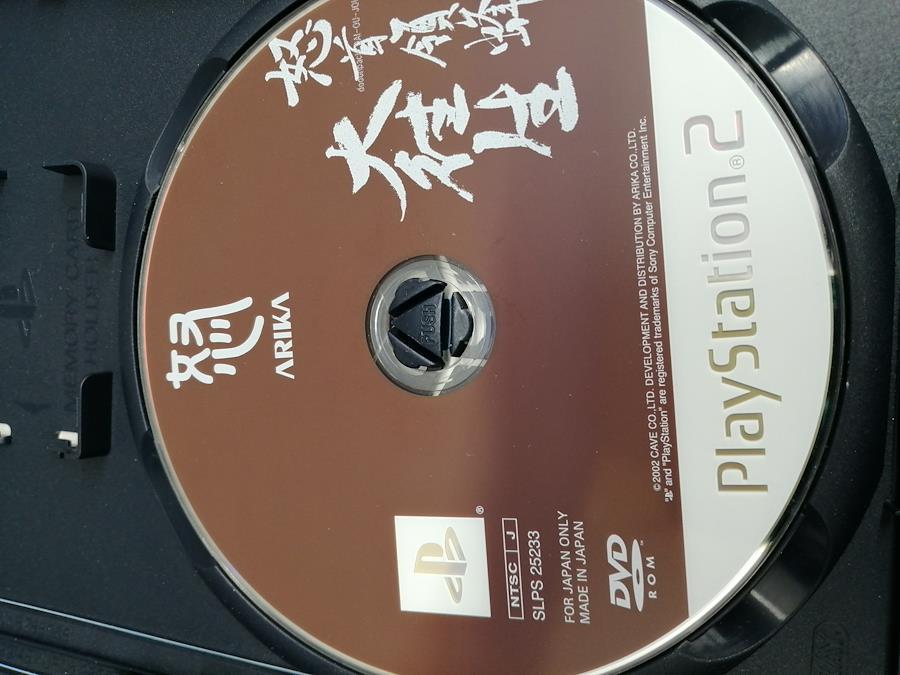 PlayStation®2
©2002 CAVE CO.,LTD. DEVELOPMENT AND DISTRIBUTION BY ARIKA CO.,LTD.
"PS" and "PlayStation" are registered trademarks of Sony Computer Entertainment Inc.
怒首領蜂
大往生
怒
ARIKA
PUSH
NTSC J
SLPS 25233
FOR JAPAN ONLY
MADE IN JAPAN
DVD
ROM
MEMORY CARD
HOLDER